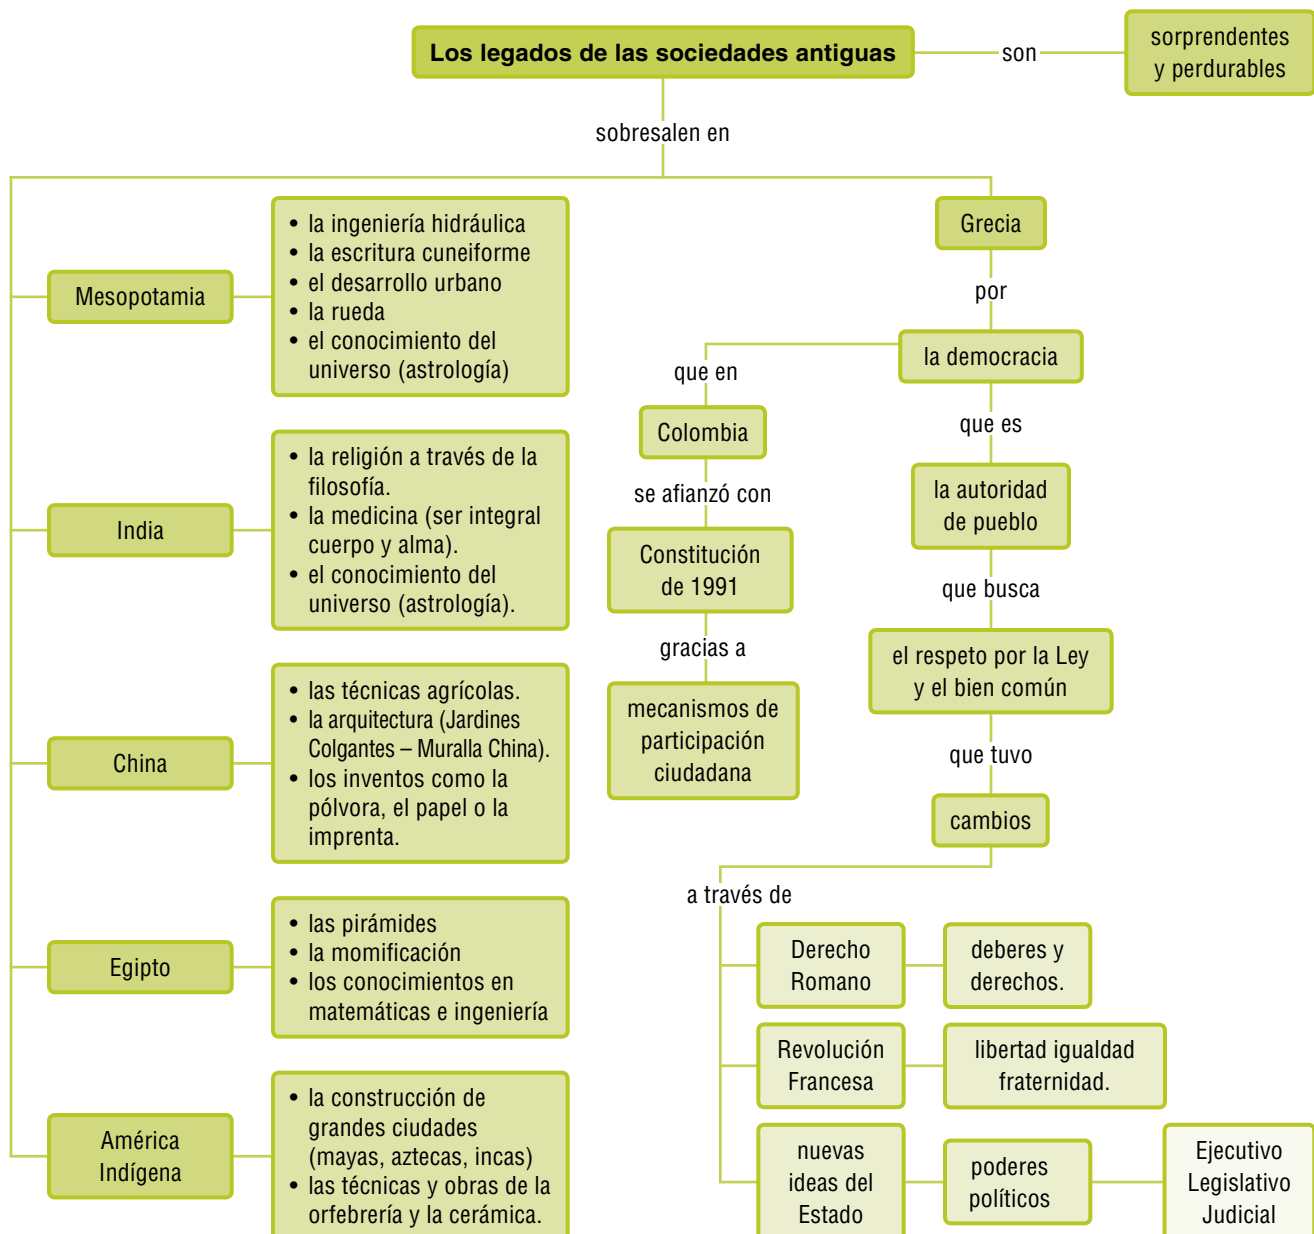 Los legados de las sociedades antiguas
son
sorprendentes
y perdurables
sobresalen en
Mesopotamia
• la ingeniería hidráulica
• la escritura cuneiforme
• el desarrollo urbano
• la rueda
• el conocimiento del
universo (astrología)
India
• la religión a través de la
filosofía.
• la medicina (ser integral
cuerpo y alma).
• el conocimiento del
universo (astrología).
China
• las técnicas agrícolas.
• la arquitectura (Jardines
Colgantes – Muralla China).
• los inventos como la
pólvora, el papel o la
imprenta.
Egipto
• las pirámides
• la momificación
• los conocimientos en
matemáticas e ingeniería
América
Indígena
• la construcción de
grandes ciudades
(mayas, aztecas, incas)
• las técnicas y obras de la
orfebrería y la cerámica.
Grecia
por
la democracia
que en
Colombia
se afianzó con
Constitución
de 1991
gracias a
mecanismos de
participación
ciudadana
que es
la autoridad
de pueblo
que busca
el respeto por la Ley
y el bien común
que tuvo
cambios
a través de
Derecho
Romano
deberes y
derechos.
Revolución
Francesa
libertad igualdad
fraternidad.
nuevas
ideas del
Estado
poderes
políticos
Ejecutivo
Legislativo
Judicial